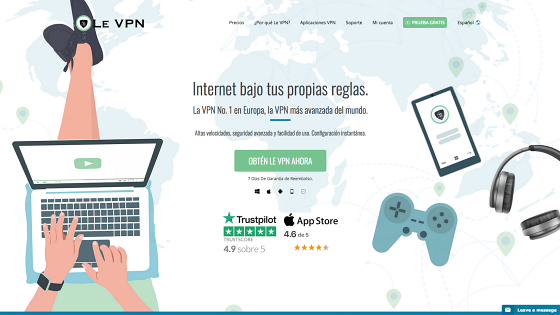 LE VPN
Precios ¿Por qué Le VPN? Aplicaciones VPN Soporte Mi cuenta PRUEBA GRATIS Español
Internet bajo tus propias reglas.
La VPN No. 1 en Europa, la VPN más avanzada del mundo.
Altas velocidades, seguridad avanzada y facilidad de uso. Configuración instantánea.
OBTÉN LE VPN AHORA
7 Días De Garantía de Reembolso.
Trustpilot
TRUSTSCORE
4.9 sobre 5
App Store
4.6 de 5
Leave a message